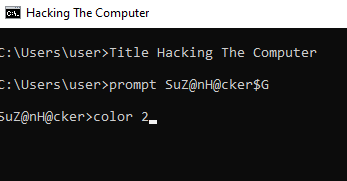 Hacking The Computer
C:\Users\user>Title Hacking The Computer
C:\Users\user>prompt SuZ@nH@cker$G
SuZ@nH@cker>color 2